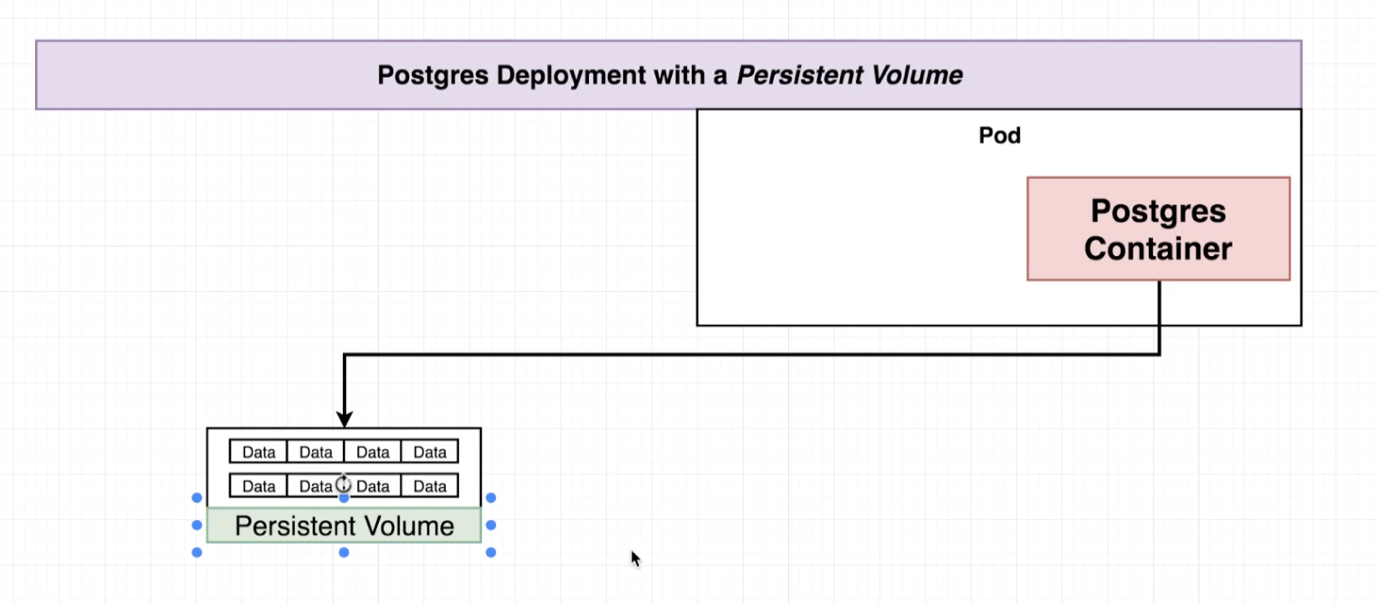 Postgres Deployment with a Persistent Volume
Pod
Postgres
Container
Data Data Data Data
Data Data Data Data
Persistent Volume